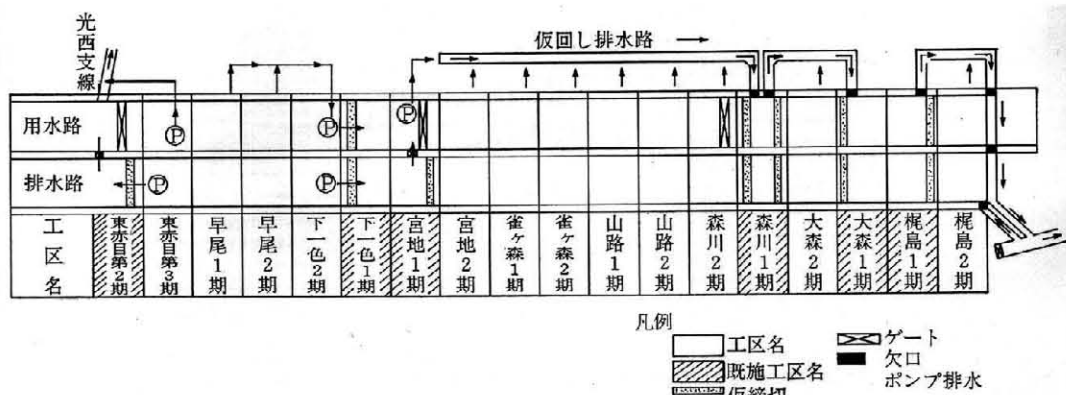 光西支線
仮回し排水路
用水路
P
P
P
排水路
P
P
工区名
東赤目第2期
東赤目第3期
早尾1期
早尾2期
下一色2期
下一色1期
宮地1期
宮地2期
雀ヶ森1期
雀ヶ森2期
山路1期
山路2期
森川2期
森川1期
大森2期
大森1期
梶島1期
梶島2期
凡例
工区名
既施工区名
仮締切
ゲート
欠口
ポンプ排水